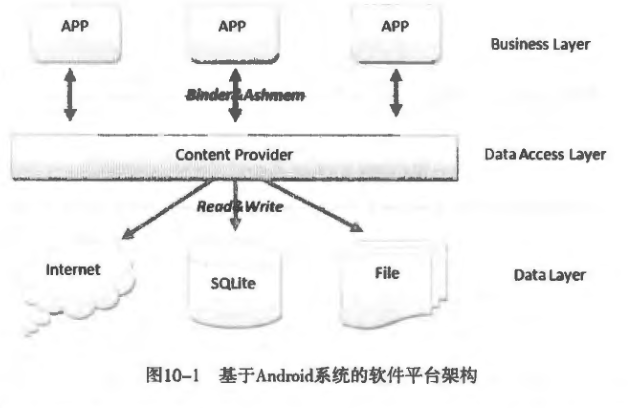 APP APP APP
Business Layer
Binder&Ashmem
Content Provider
Data Access Layer
Read&Write
Internet
SQLite
File
Data Layer
图10-1 基于Android系统的软件平台架构